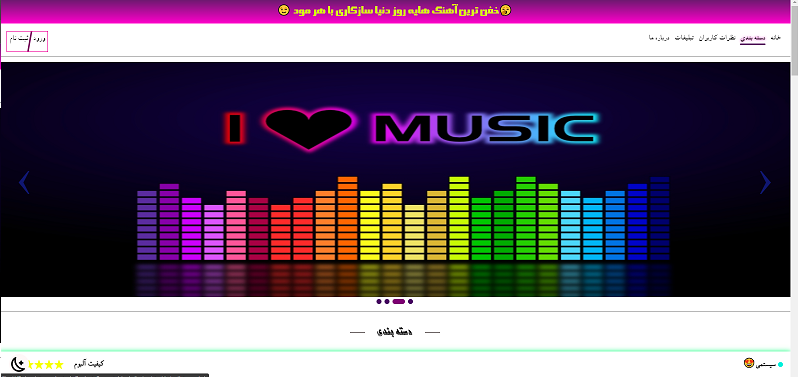 خفن ترین آهنگ هایه روز دنیا سازگاری با هر مود
خانه
دسته بندی
نظرات کاربران
تبلیغات
درباره ما
ورود
ثبت نام
I MUSIC
دسته بندی
سیستمی
کیفیت آلبوم